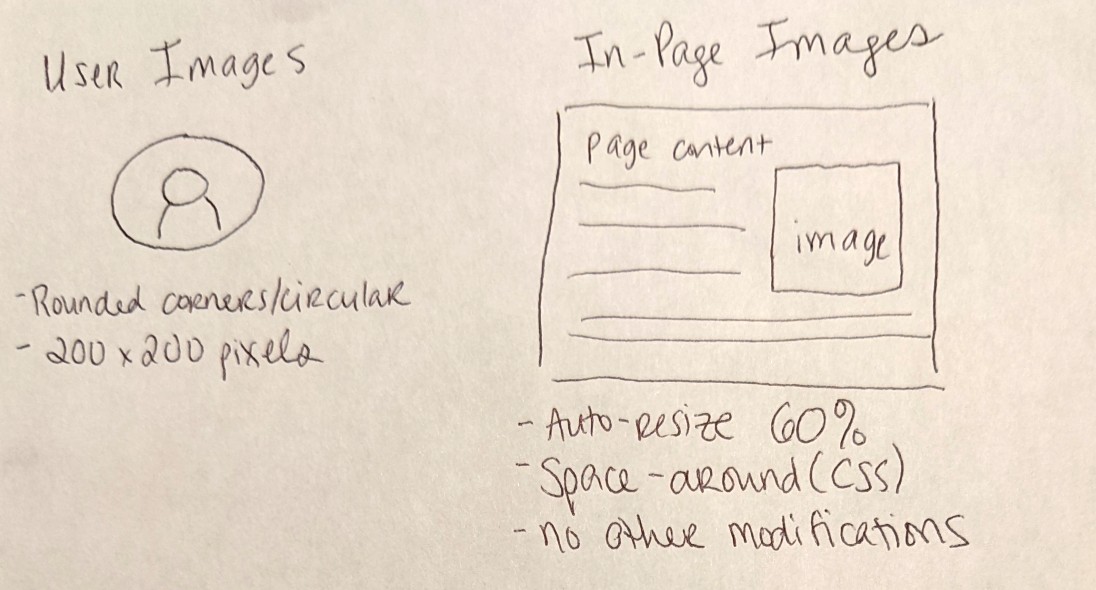 User Images
- Rounded corners/circular
- 200 x 200 pixels
In-Page Images
page content
image
- Auto-resize 60%
- Space-around (CSS)
- no other modifications